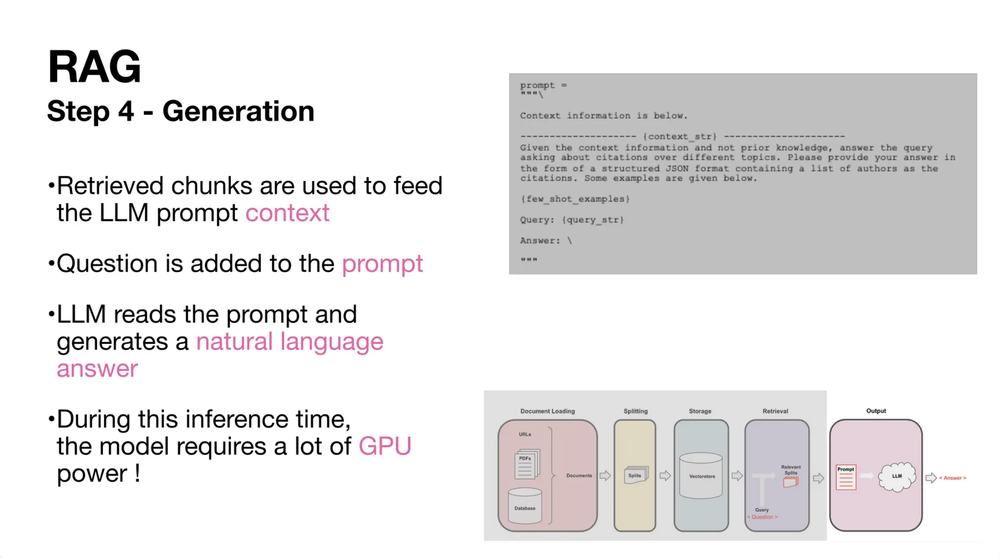 RAG
Step 4 - Generation
•Retrieved chunks are used to feed
the LLM prompt context
•Question is added to the prompt
•LLM reads the prompt and
generates a natural language
answer
•During this inference time,
the model requires a lot of GPU
power !
prompt =
"""\
Context information is below.
-------------------- {context_str} ---------------------
Given the context information and not prior knowledge, answer the query
asking about citations over different topics. Please provide your answer in
the form of a structured JSON format containing a list of authors as the
citations. Some examples are given below.
{few_shot_examples}
Query: {query_str}
Answer: \
"""
Document Loading
URLs
PDFs
Documents
Database
Splitting
Splits
Storage
Vectorstore
Retrieval
Relevant
Splits
Query
< Question >
Output
Prompt
LLM
< Answer >